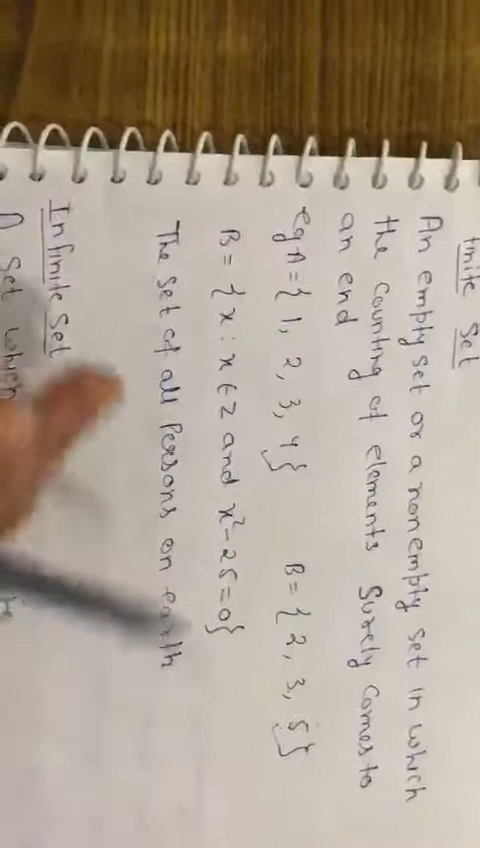 finite set
An empty set or a nonempty set in which
the counting of elements Surely comes to
an end
eg A = { 1, 2, 3, 4 } B = { 2, 3, 5 }
B = { x : x ∈ z and x² - 25 = 0 }
The set of all Persons on earth
Infinite Set
A set which